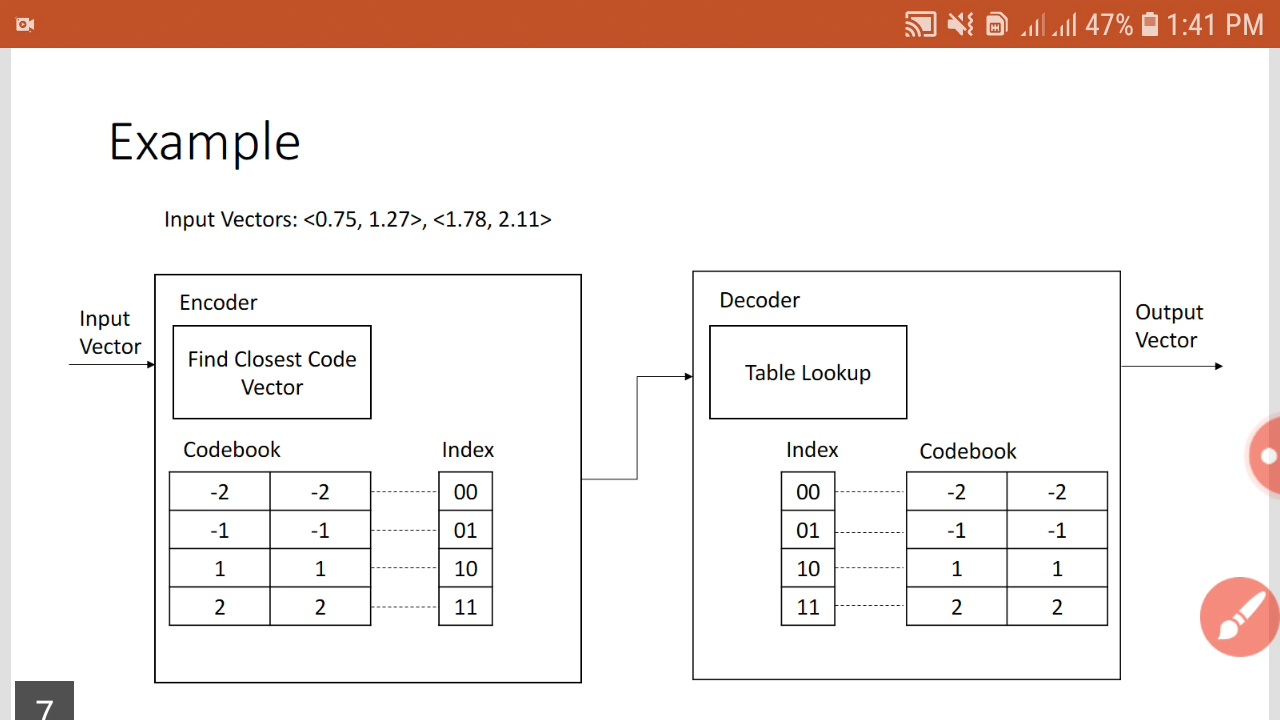 47% 1:41 PM
Example
Input Vectors: <0.75, 1.27>, <1.78, 2.11>
Input
Vector
Encoder
Find Closest Code
Vector
Codebook Index
-2 -2 00
-1 -1 01
1 1 10
2 2 11
Decoder
Table Lookup
Index Codebook
00 -2 -2
01 -1 -1
10 1 1
11 2 2
Output
Vector
7